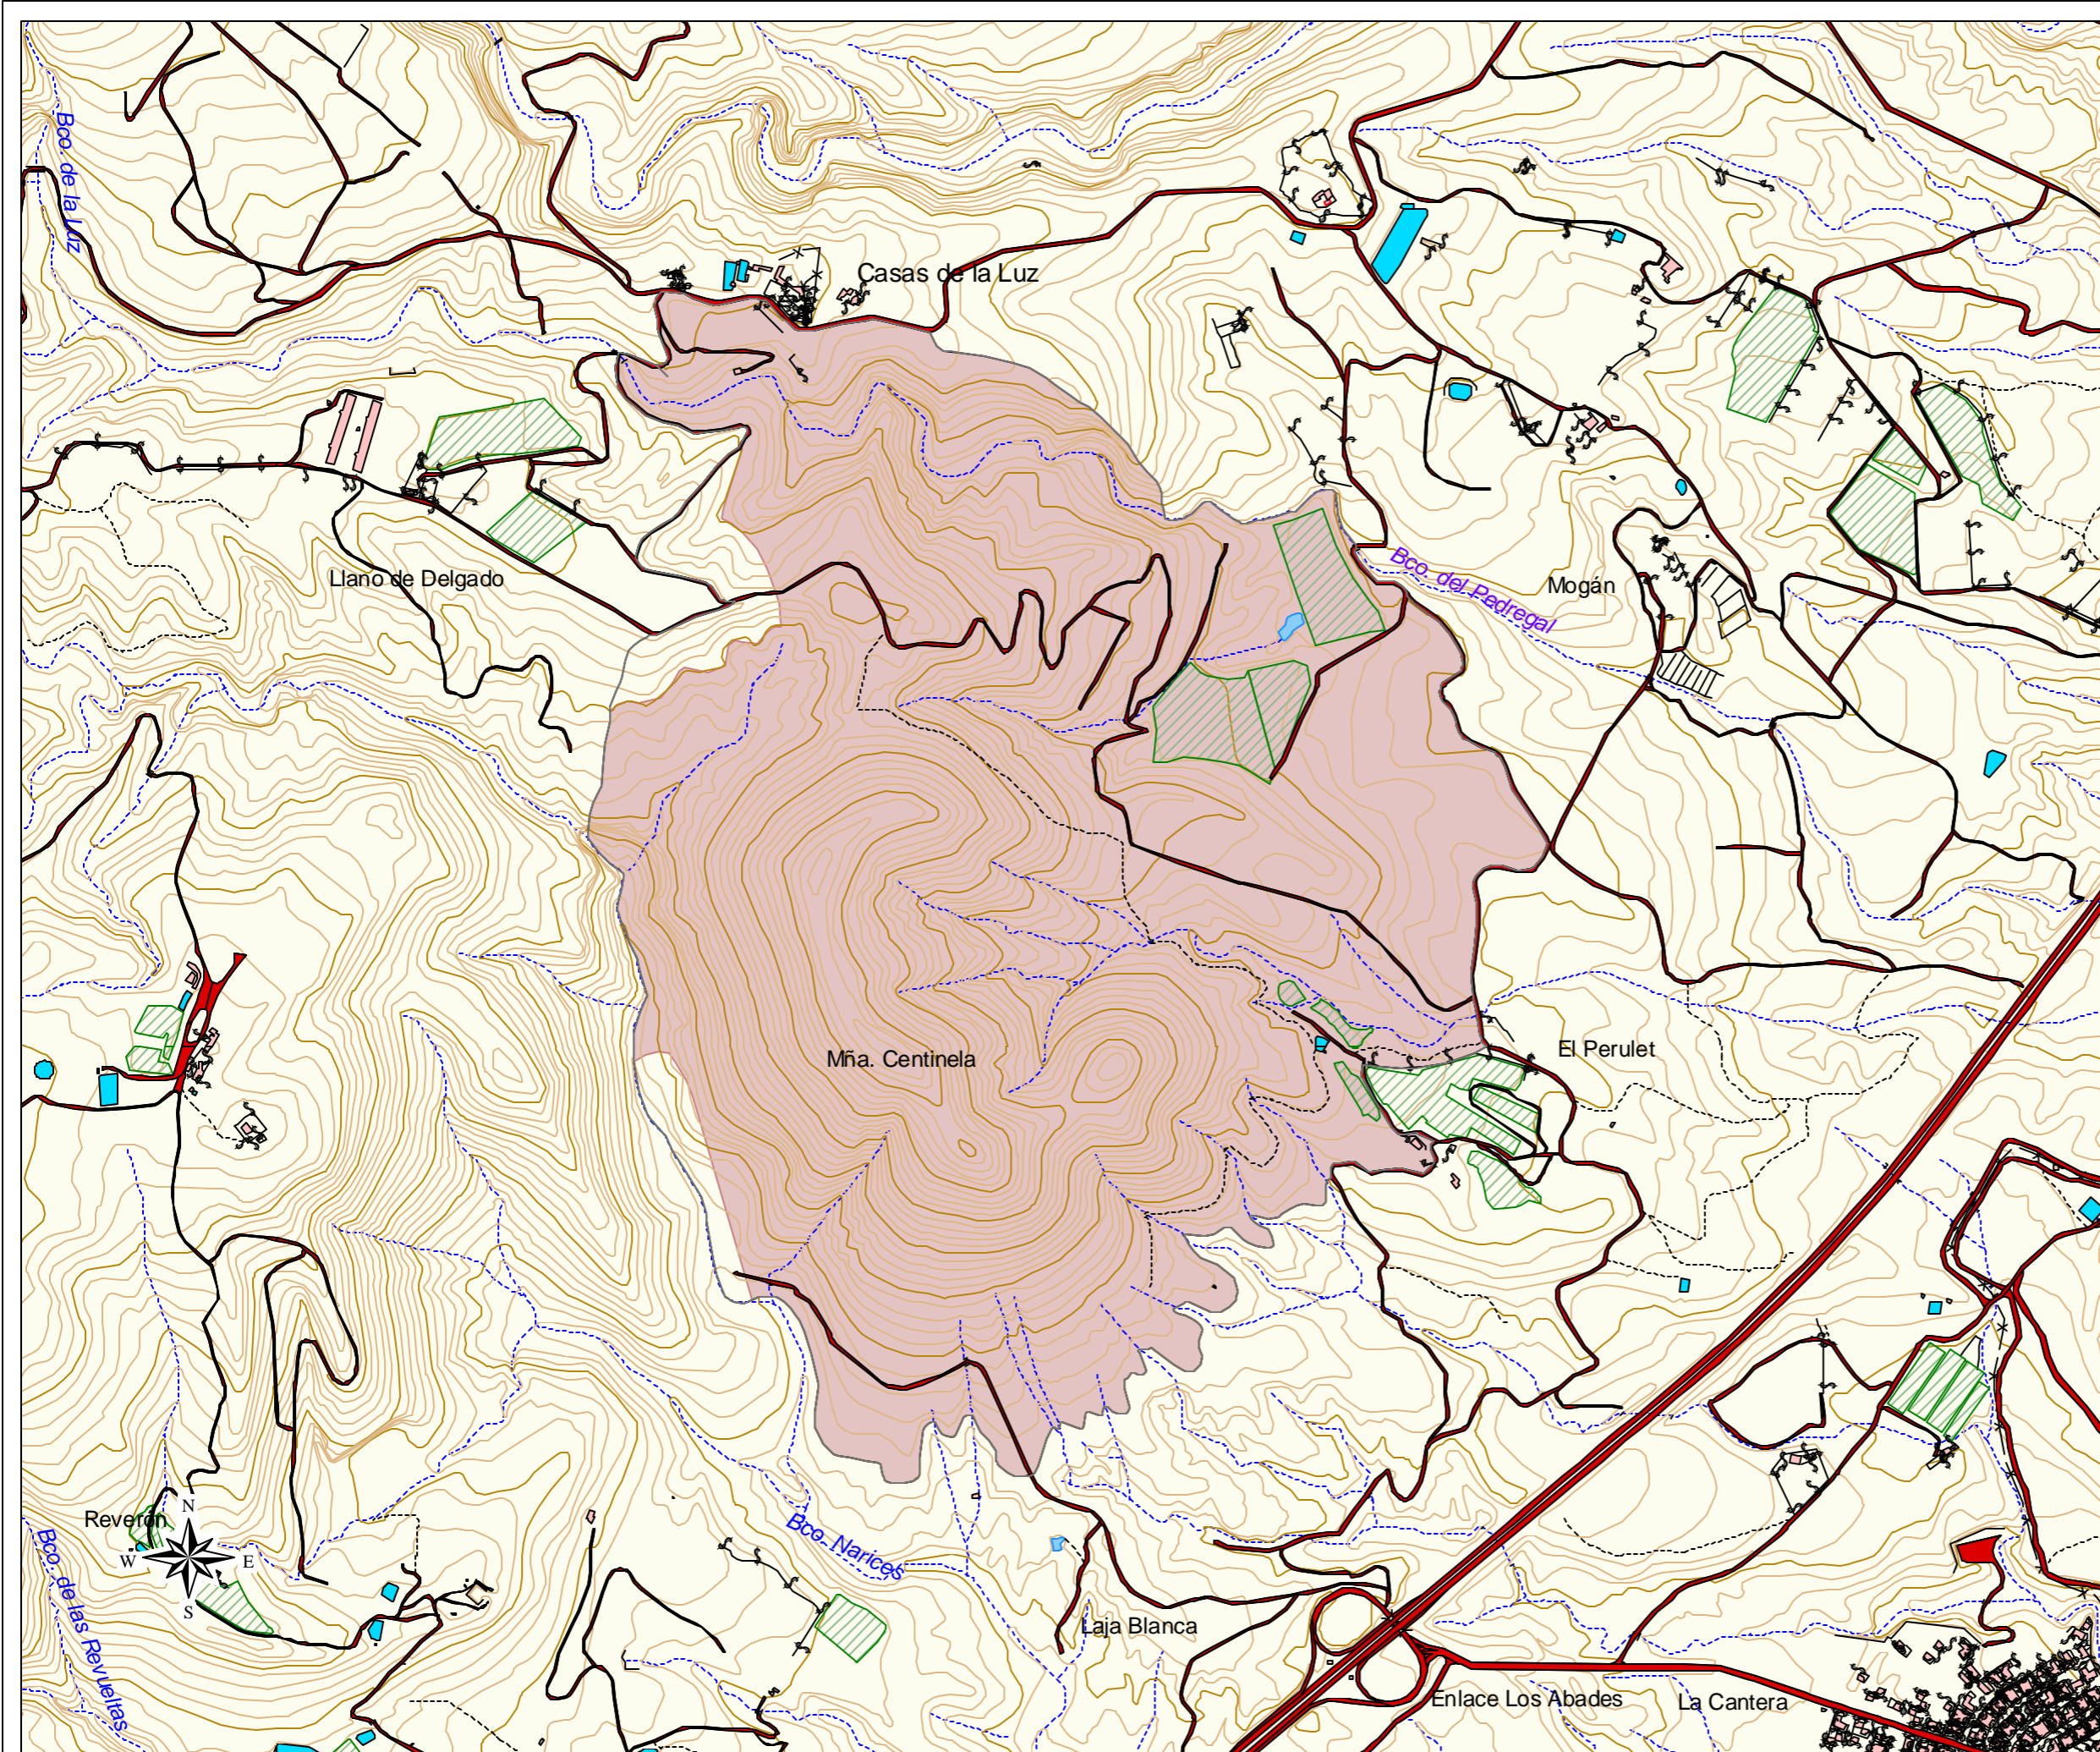 Bco. de la Luz
Casas de la Luz
Llano de Delgado
Bco. del Pedregal
Mogán
Mña. Centinela
El Perulet
Reverón
N
W
E
S
Bco. de las Revueltas
Bco. Narices
Laja Blanca
Enlace Los Abades
La Cantera